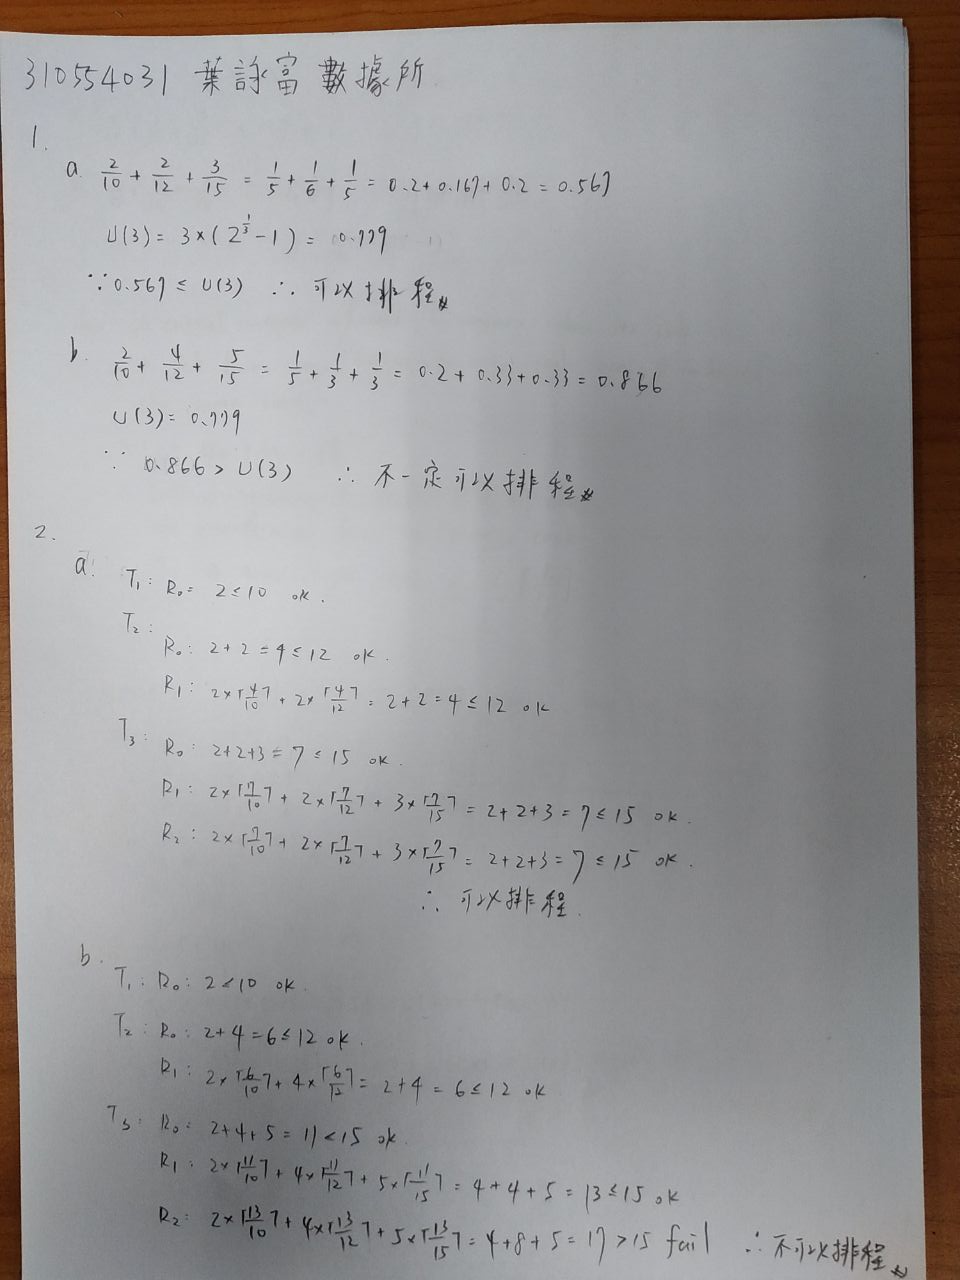 310554031 葉詠富 數據所
1.
a. 2/10 + 2/12 + 3/15 = 1/5 + 1/6 + 1/5 = 0.2+0.167+0.2 = 0.567
U(3) = 3×(2^(1/3)-1) = 0.779
∵ 0.567 ≤ U(3) ∴ 可以排程#
b. 2/10 + 4/12 + 5/15 = 1/5 + 1/3 + 1/3 = 0.2 + 0.33+0.33 = 0.866
U(3) = 0.779
∵ 0.866 > U(3) ∴ 不一定可以排程#
2.
a. T₁: R₀= 2≤10 ok.
T₂:
R₀: 2+2 = 4 ≤ 12 ok.
R₁: 2×⌈4/10⌉ + 2×⌈4/12⌉ = 2+2 = 4 ≤ 12 ok
T₃: R₀: 2+2+3 = 7 ≤ 15 ok.
R₁: 2×⌈7/10⌉ + 2×⌈7/12⌉ + 3×⌈7/15⌉ = 2+2+3 = 7 ≤ 15 ok.
R₂: 2×⌈7/10⌉ + 2×⌈7/12⌉ + 3×⌈7/15⌉ = 2+2+3 = 7 ≤ 15 ok.
∴ 可以排程.
b.
T₁: R₀: 2<10 ok.
T₂: R₀: 2+4 = 6 ≤ 12 ok.
R₁: 2×⌈6/10⌉ + 4×⌈6/12⌉ = 2+4 = 6 ≤ 12 ok
T₃: R₀: 2+4+5 = 11 < 15 ok.
R₁: 2×⌈11/10⌉ + 4×⌈11/12⌉ + 5×⌈11/15⌉ = 4+4+5 = 13 ≤ 15 ok
R₂: 2×⌈13/10⌉ + 4×⌈13/12⌉ + 5×⌈13/15⌉ = 4+8+5 = 17 > 15 fail ∴ 不可以排程#